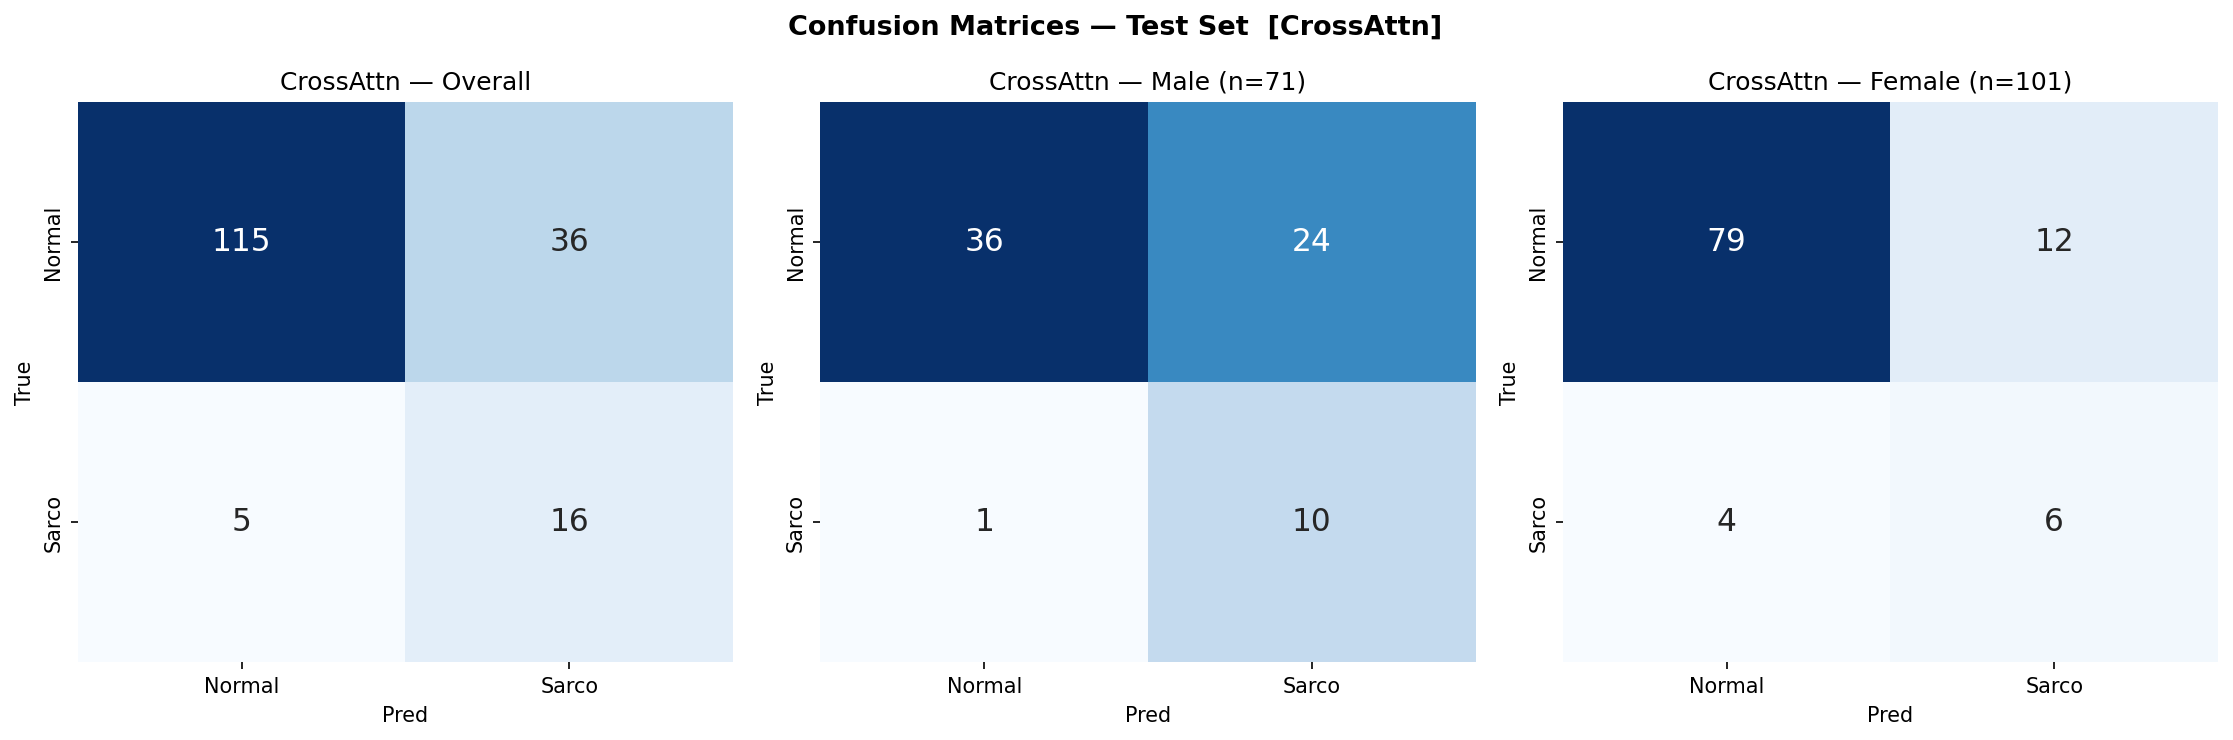 Confusion Matrices — Test Set  [CrossAttn]
CrossAttn — Overall
True
Normal
Sarco
115
36
5
16
Normal
Sarco
Pred
CrossAttn — Male (n=71)
True
Normal
Sarco
36
24
1
10
Normal
Sarco
Pred
CrossAttn — Female (n=101)
True
Normal
Sarco
79
12
4
6
Normal
Sarco
Pred